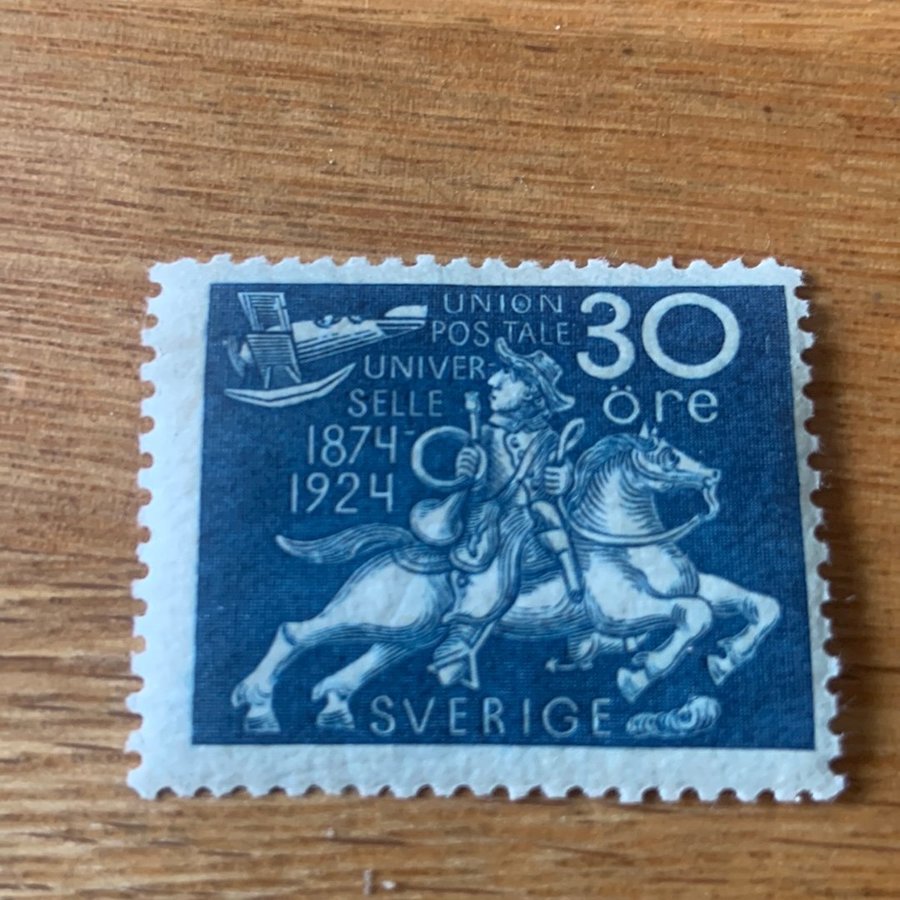 UNION
POSTALE
UNIVER-
SELLE
1874-
1924
30
öre
SVERIGE